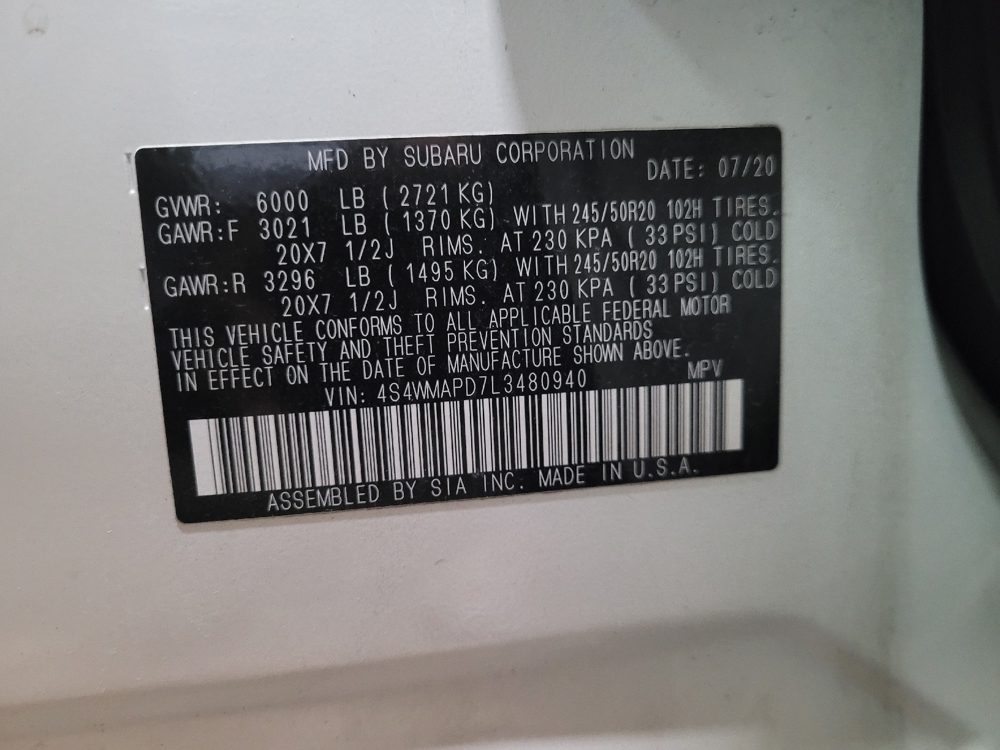 MFD BY SUBARU CORPORATION
DATE: 07/20
GVWR: 6000 LB ( 2721 KG)
GAWR:F 3021 LB ( 1370 KG) WITH 245/50R20 102H TIRES.
20X7 1/2J RIMS. AT 230 KPA ( 33 PSI) COLD
GAWR:R 3296 LB ( 1495 KG) WITH 245/50R20 102H TIRES.
20X7 1/2J RIMS. AT 230 KPA ( 33 PSI) COLD
THIS VEHICLE CONFORMS TO ALL APPLICABLE FEDERAL MOTOR
VEHICLE SAFETY AND THEFT PREVENTION STANDARDS
IN EFFECT ON THE DATE OF MANUFACTURE SHOWN ABOVE.
VIN: 4S4WMAPD7L3480940 MPV
ASSEMBLED BY SIA INC. MADE IN U.S.A.